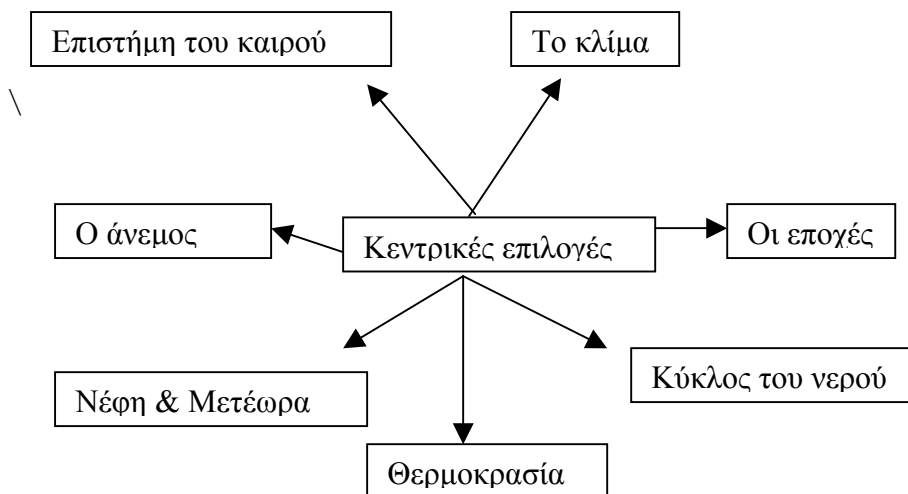 Επιστήμη του καιρού
Το κλίμα
\
Ο άνεμος
Κεντρικές επιλογές
Οι εποχές
Νέφη & Μετέωρα
Κύκλος του νερού
Θερμοκρασία